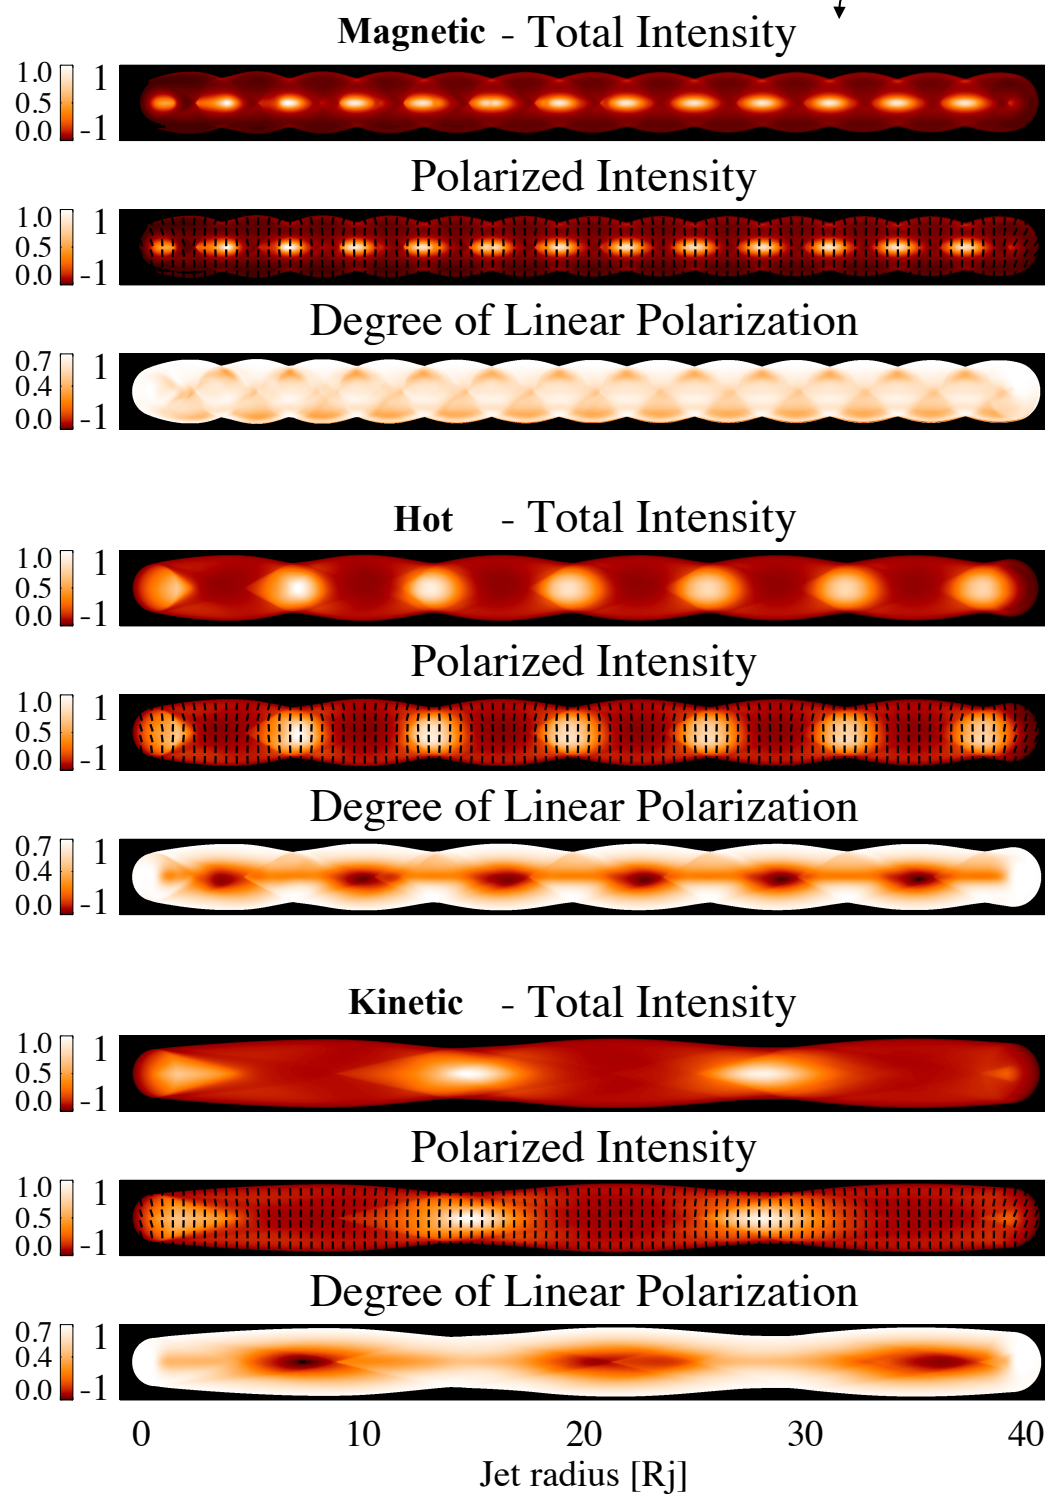 Magnetic - Total Intensity
1.0 1
0.5
0.0 -1
Polarized Intensity
1.0 1
0.5
0.0 -1
Degree of Linear Polarization
0.7 1
0.4
0.0 -1
Hot - Total Intensity
1.0 1
0.5
0.0 -1
Polarized Intensity
1.0 1
0.5
0.0 -1
Degree of Linear Polarization
0.7 1
0.4
0.0 -1
Kinetic - Total Intensity
1.0 1
0.5
0.0 -1
Polarized Intensity
1.0 1
0.5
0.0 -1
Degree of Linear Polarization
0.7 1
0.4
0.0 -1
0 10 20 30 40
Jet radius [Rj]